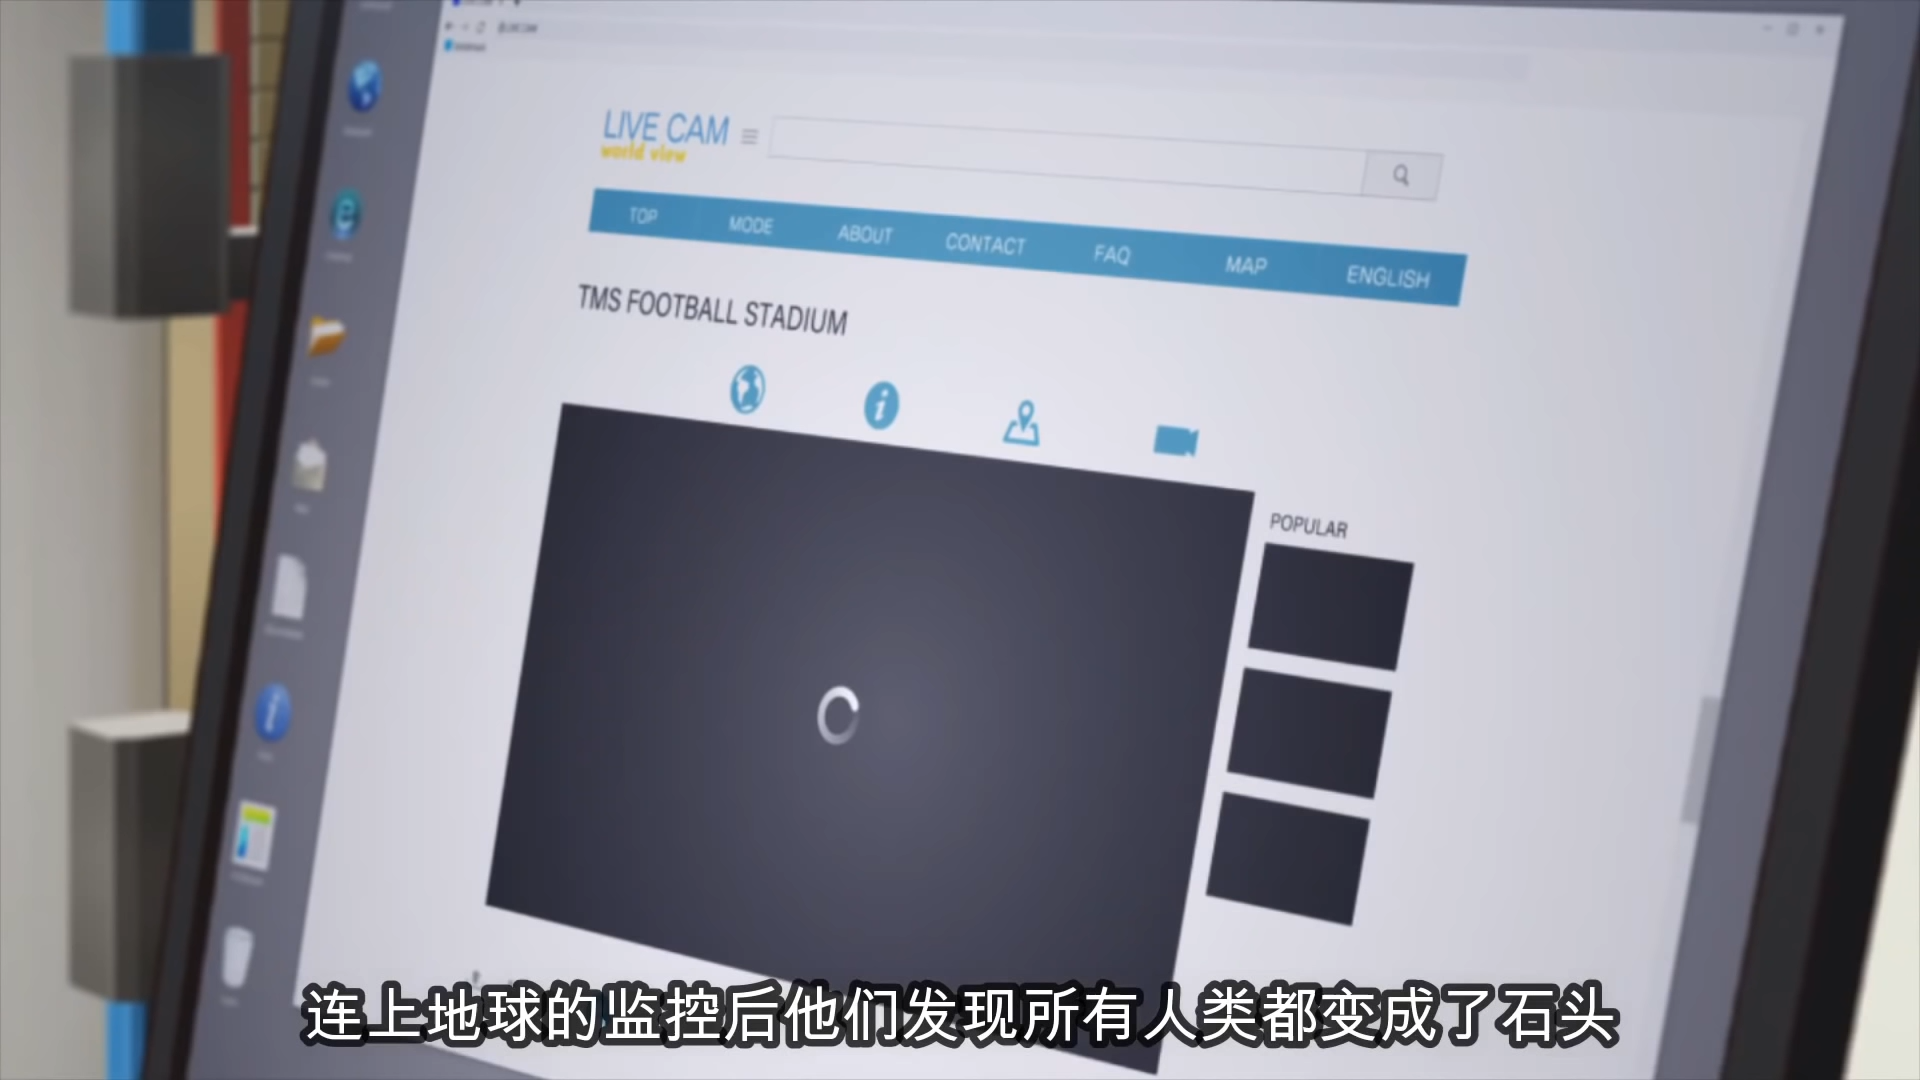 LIVE CAM
world view
TOP
MODE
ABOUT
CONTACT
FAQ
MAP
ENGLISH
TMS FOOTBALL STADIUM
POPULAR
连上地球的监控后他们发现所有人类都变成了石头